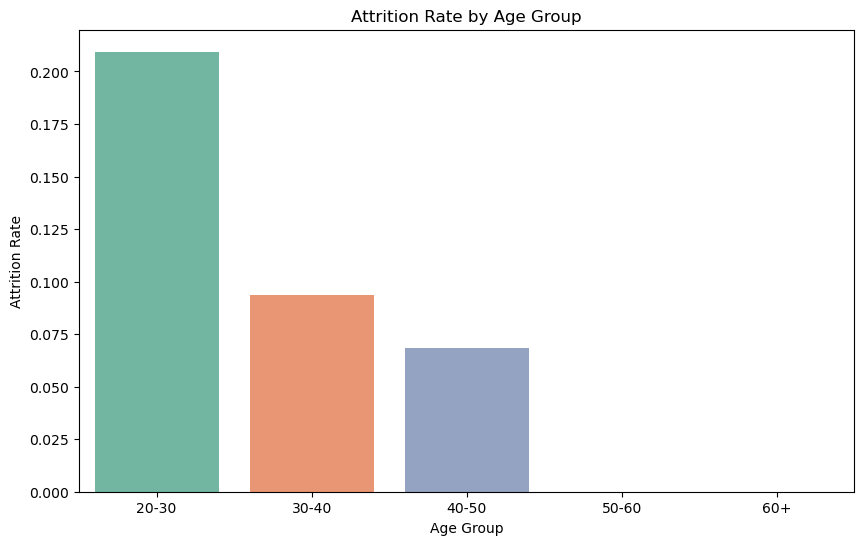 Attrition Rate by Age Group
Attrition Rate
0.200
0.175
0.150
0.125
0.100
0.075
0.050
0.025
0.000
20-30 30-40 40-50 50-60 60+
Age Group